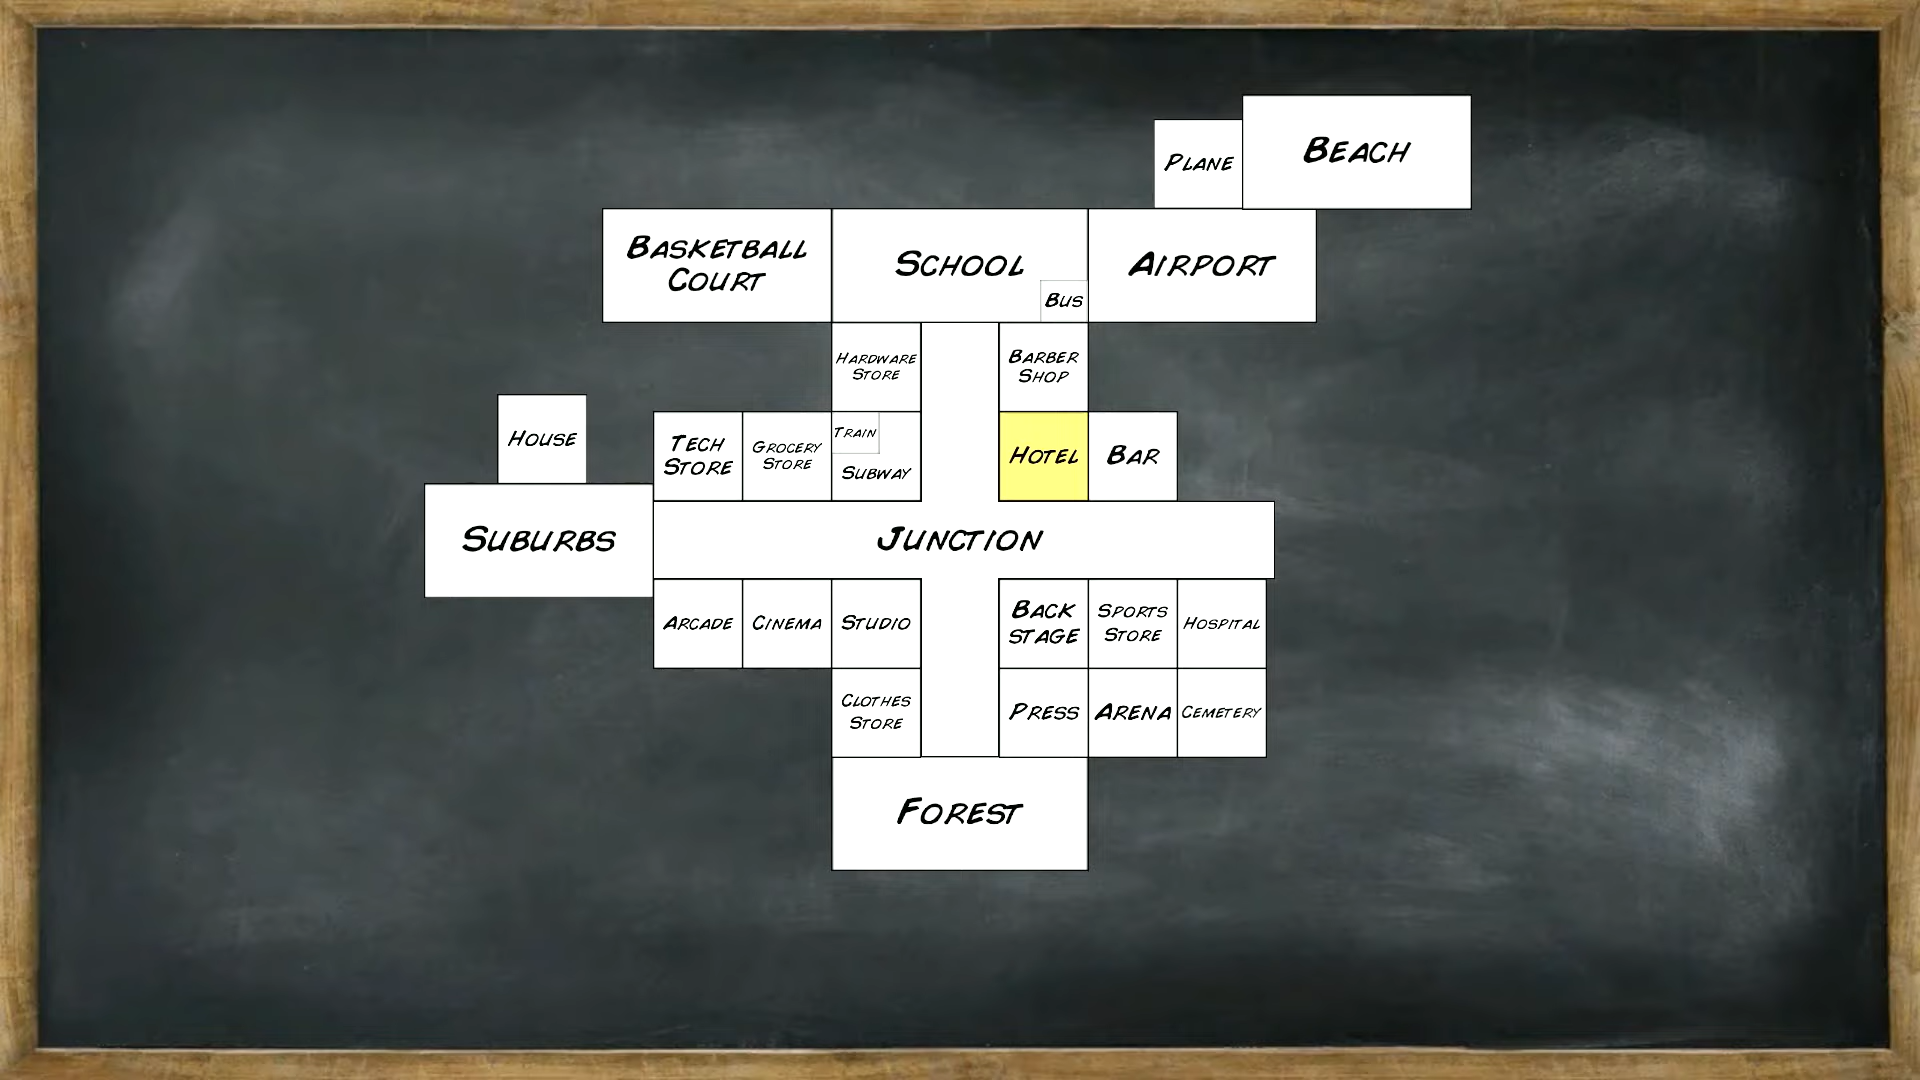 Plane
Beach
Basketball
Court
School
Bus
Airport
Hardware
Store
Barber
Shop
House
Tech
Store
Grocery
Store
Train
Subway
Hotel
Bar
Suburbs
Junction
Arcade
Cinema
Studio
Back
stage
Sports
Store
Hospital
Clothes
Store
Press
Arena
Cemetery
Forest